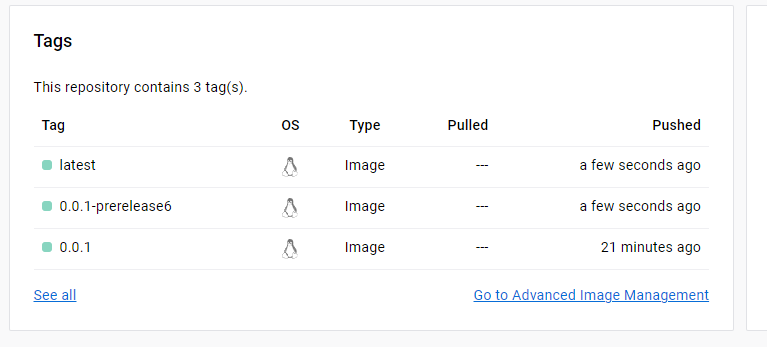 Tags
This repository contains 3 tag(s).
Tag OS Type Pulled Pushed
latest Image --- a few seconds ago
0.0.1-prerelease6 Image --- a few seconds ago
0.0.1 Image --- 21 minutes ago
See all Go to Advanced Image Management